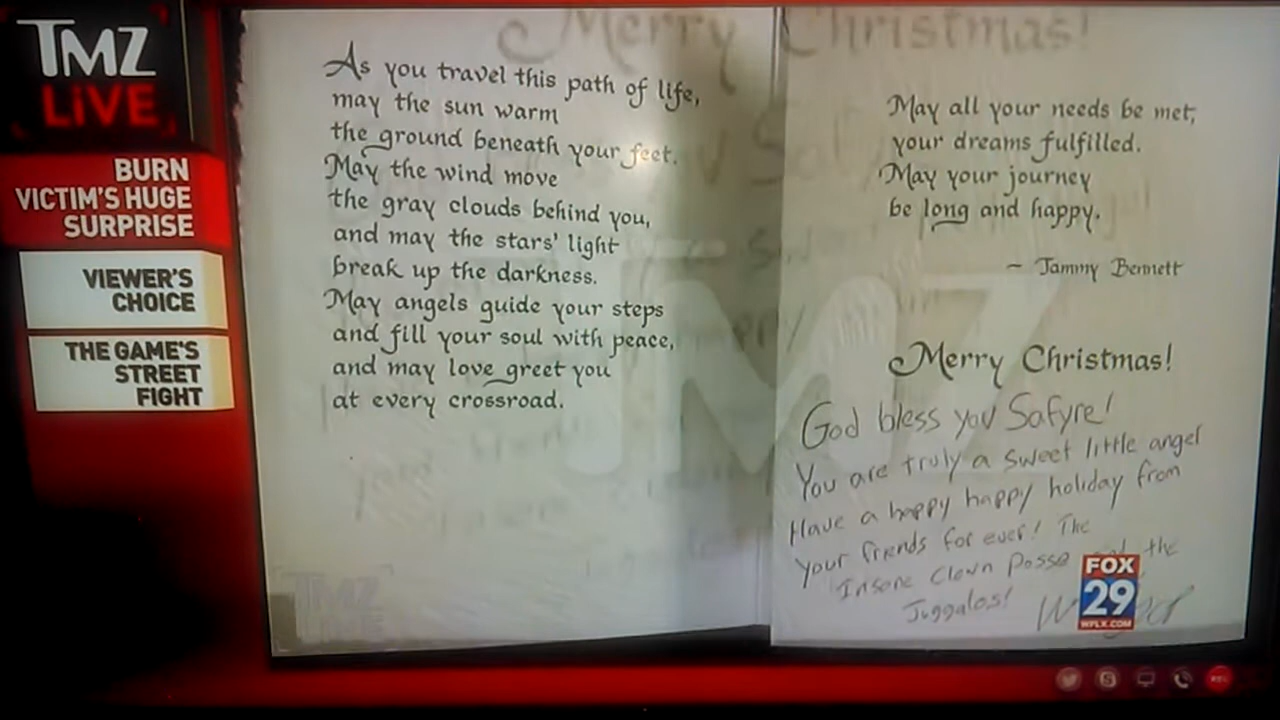 TMZ
LiVE
BURN
VICTIM'S HUGE
SURPRISE
VIEWER'S
CHOICE
THE GAME'S
STREET
FIGHT
Merry Christmas!
As you travel this path of life,
may the sun warm
the ground beneath your feet.
May the wind move
the gray clouds behind you,
and may the stars' light
break up the darkness.
May angels guide your steps
and fill your soul with peace,
and may love greet you
at every crossroad.
May all your needs be met,
your dreams fulfilled.
May your journey
be long and happy.
~ Tammy Bennett
Merry Christmas!
God bless you Safyre!
You are truly a sweet little angel
Have a happy happy holiday from
your friends for ever! The
Insane Clown Posse the
Juggalos!
TMZ
TMZ
LIVE
FOX
29
WFLX.COM
REC